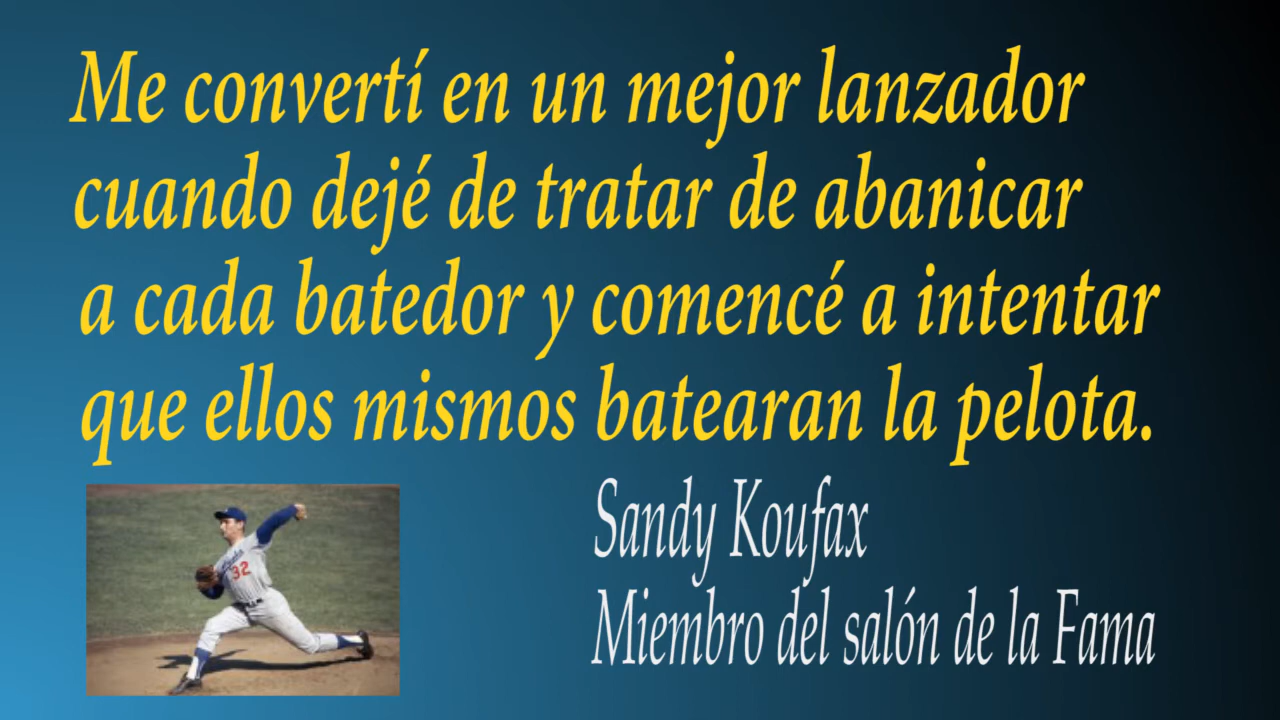 Me convertí en un mejor lanzador
cuando dejé de tratar de abanicar
a cada batedor y comencé a intentar
que ellos mismos batearan la pelota.
Sandy Koufax
Miembro del salón de la Fama
32